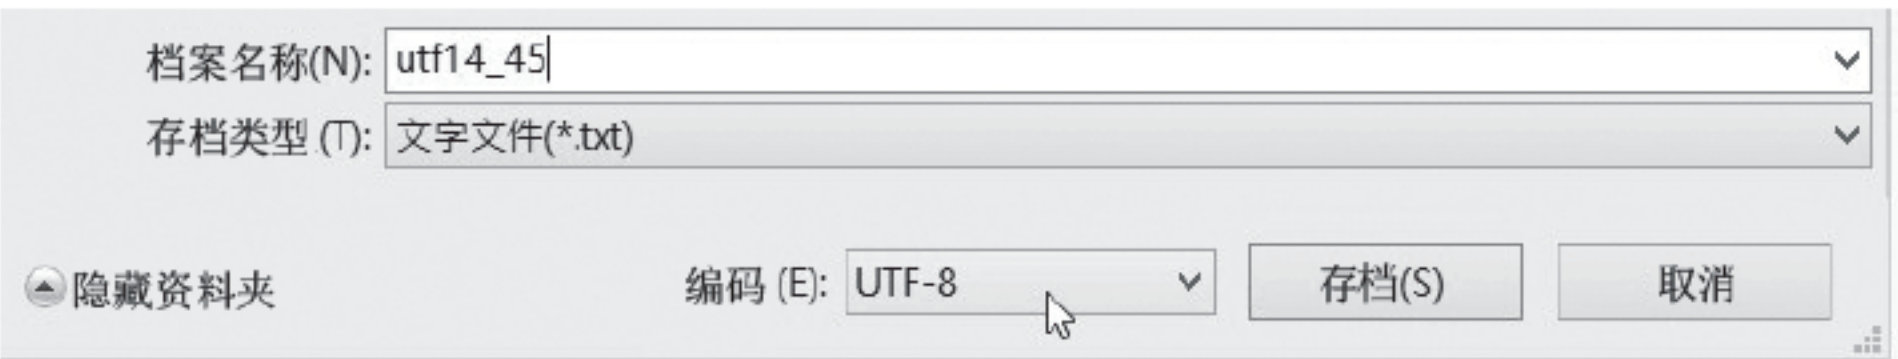 档案名称(N): utf14_45
存档类型 (T): 文字文件(*.txt)
隐藏资料夹 编码 (E): UTF-8 存档(S) 取消